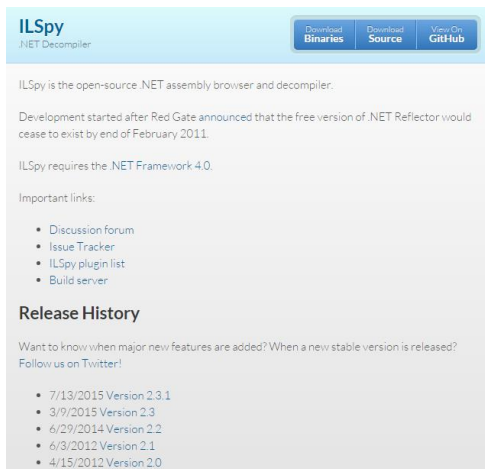 ILSpy
.NET Decompiler
Download
Binaries
Download
Source
View On
GitHub
ILSpy is the open-source .NET assembly browser and decompiler.
Development started after Red Gate announced that the free version of .NET Reflector would
cease to exist by end of February 2011.
ILSpy requires the .NET Framework 4.0.
Important links:
• Discussion forum
• Issue Tracker
• ILSpy plugin list
• Build server
Release History
Want to know when major new features are added? When a new stable version is released?
Follow us on Twitter!
• 7/13/2015 Version 2.3.1
• 3/9/2015 Version 2.3
• 6/29/2014 Version 2.2
• 6/3/2012 Version 2.1
• 4/15/2012 Version 2.0